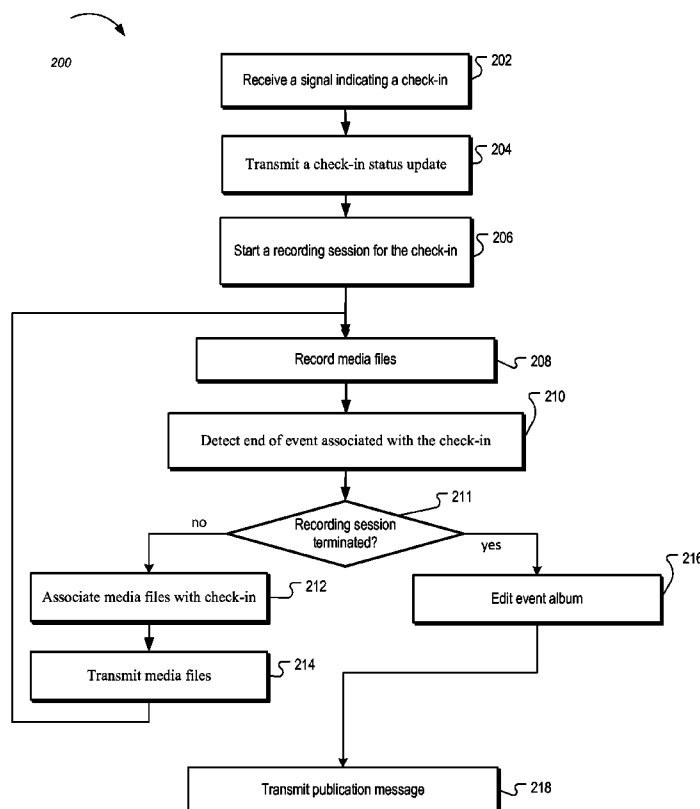 200
Receive a signal indicating a check-in
202
Transmit a check-in status update
204
Start a recording session for the check-in
206
Record media files
208
210
Detect end of event associated with the check-in
211
Recording session
terminated?
no
yes
Associate media files with check-in
212
Edit event album
216
Transmit media files
214
Transmit publication message
218